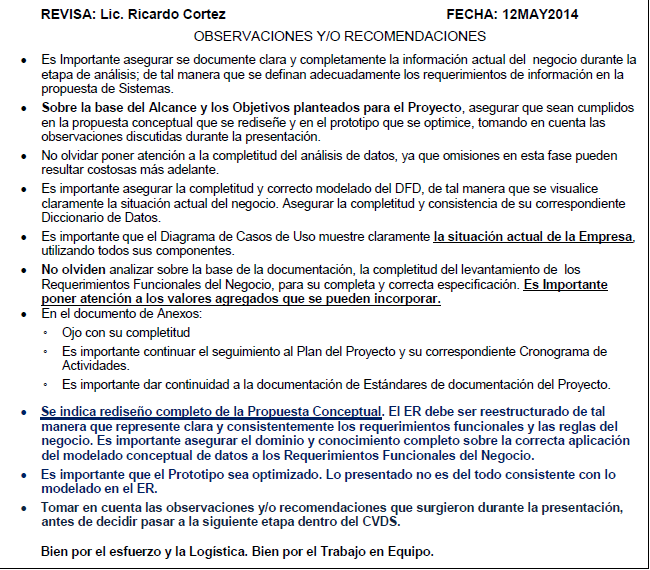 REVISA: Lic. Ricardo Cortez FECHA: 12MAY2014
OBSERVACIONES Y/O RECOMENDACIONES
• Es Importante asegurar se documente clara y completamente la información actual del negocio durante la
etapa de análisis; de tal manera que se definan adecuadamente los requerimientos de información en la
propuesta de Sistemas.
• Sobre la base del Alcance y los Objetivos planteados para el Proyecto, asegurar que sean cumplidos
en la propuesta conceptual que se rediseñe y en el prototipo que se optimice, tomando en cuenta las
observaciones discutidas durante la presentación.
• No olvidar poner atención a la completitud del análisis de datos, ya que omisiones en esta fase pueden
resultar costosas más adelante.
• Es importante asegurar la completitud y correcto modelado del DFD, de tal manera que se visualice
claramente la situación actual del negocio. Asegurar la completitud y consistencia de su correspondiente
Diccionario de Datos.
• Es importante que el Diagrama de Casos de Uso muestre claramente la situación actual de la Empresa,
utilizando todos sus componentes.
• No olviden analizar sobre la base de la documentación, la completitud del levantamiento de los
Requerimientos Funcionales del Negocio, para su completa y correcta especificación. Es Importante
poner atención a los valores agregados que se pueden incorporar.
• En el documento de Anexos:
◦ Ojo con su completitud
◦ Es importante continuar el seguimiento al Plan del Proyecto y su correspondiente Cronograma de
Actividades.
◦ Es importante dar continuidad a la documentación de Estándares de documentación del Proyecto.
• Se indica rediseño completo de la Propuesta Conceptual. El ER debe ser reestructurado de tal
manera que represente clara y consistentemente los requerimientos funcionales y las reglas del
negocio. Es importante asegurar el dominio y conocimiento completo sobre la correcta aplicación
del modelado conceptual de datos a los Requerimientos Funcionales del Negocio.
• Es importante que el Prototipo sea optimizado. Lo presentado no es del todo consistente con lo
modelado en el ER.
• Tomar en cuenta las observaciones y/o recomendaciones que surgieron durante la presentación,
antes de decidir pasar a la siguiente etapa dentro del CVDS.
Bien por el esfuerzo y la Logística. Bien por el Trabajo en Equipo.